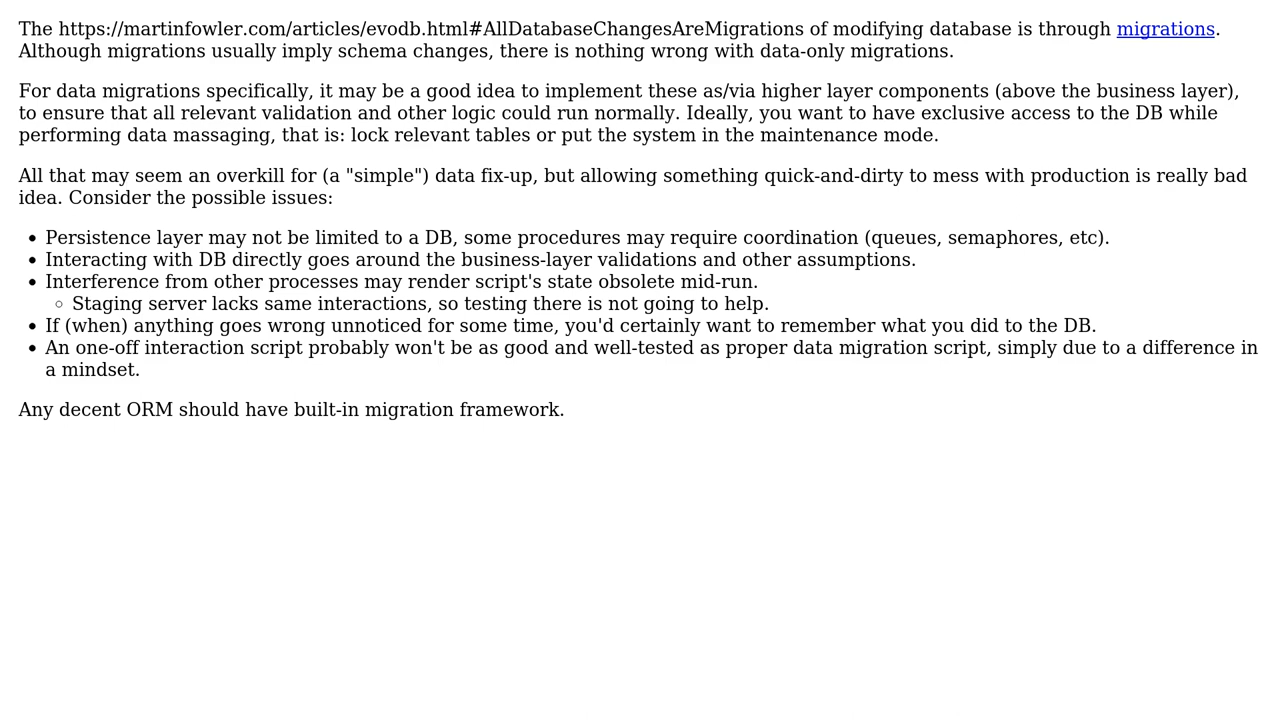 The https://martinfowler.com/articles/evodb.html#AllDatabaseChangesAreMigrations of modifying database is through migrations.
Although migrations usually imply schema changes, there is nothing wrong with data-only migrations.
For data migrations specifically, it may be a good idea to implement these as/via higher layer components (above the business layer),
to ensure that all relevant validation and other logic could run normally. Ideally, you want to have exclusive access to the DB while
performing data massaging, that is: lock relevant tables or put the system in the maintenance mode.
All that may seem an overkill for (a "simple") data fix-up, but allowing something quick-and-dirty to mess with production is really bad
idea. Consider the possible issues:
• Persistence layer may not be limited to a DB, some procedures may require coordination (queues, semaphores, etc).
• Interacting with DB directly goes around the business-layer validations and other assumptions.
• Interference from other processes may render script's state obsolete mid-run.
◦ Staging server lacks same interactions, so testing there is not going to help.
• If (when) anything goes wrong unnoticed for some time, you'd certainly want to remember what you did to the DB.
• An one-off interaction script probably won't be as good and well-tested as proper data migration script, simply due to a difference in
a mindset.
Any decent ORM should have built-in migration framework.